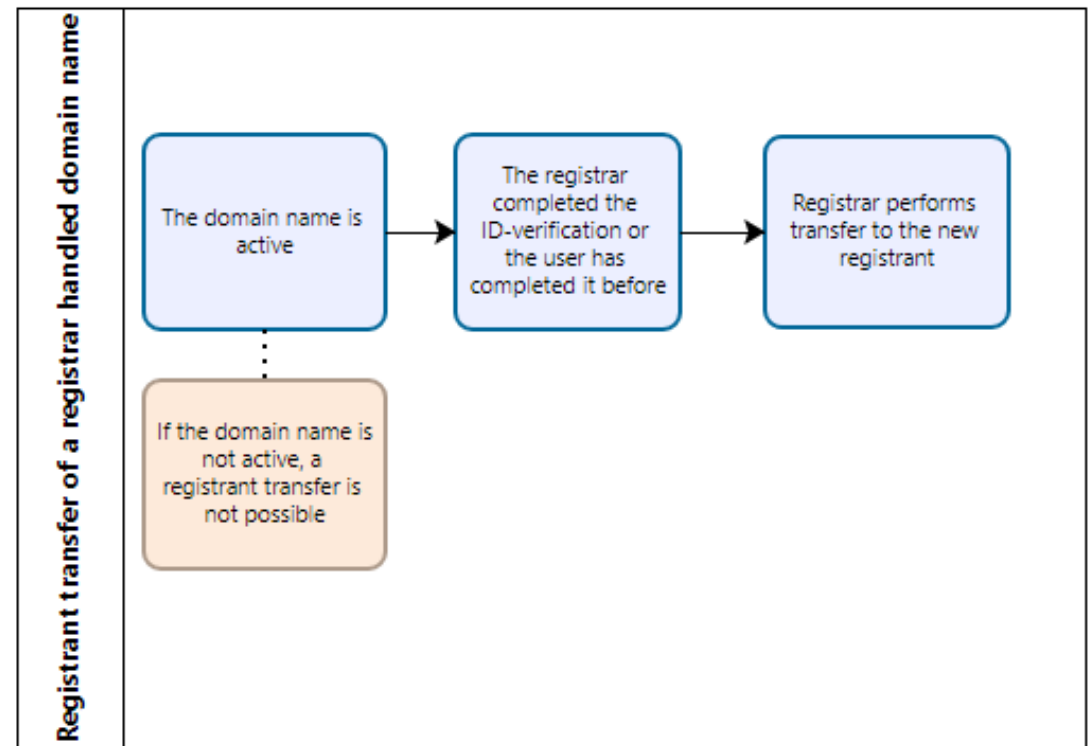 Registrant transfer of a registrar handled domain name
The domain name is
active
The registrar
completed the
ID-verification or
the user has
completed it before
Registrar performs
transfer to the new
registrant
If the domain name is
not active, a
registrant transfer is
not possible